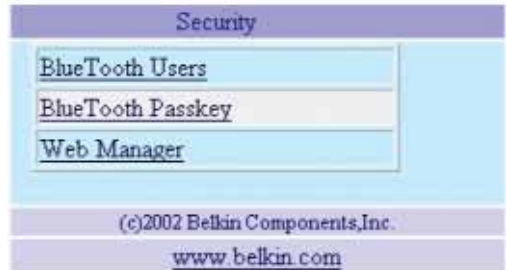 Security
BlueTooth Users
BlueTooth Passkey
Web Manager
(c)2002 Belkin Components,Inc.
www.belkin.com